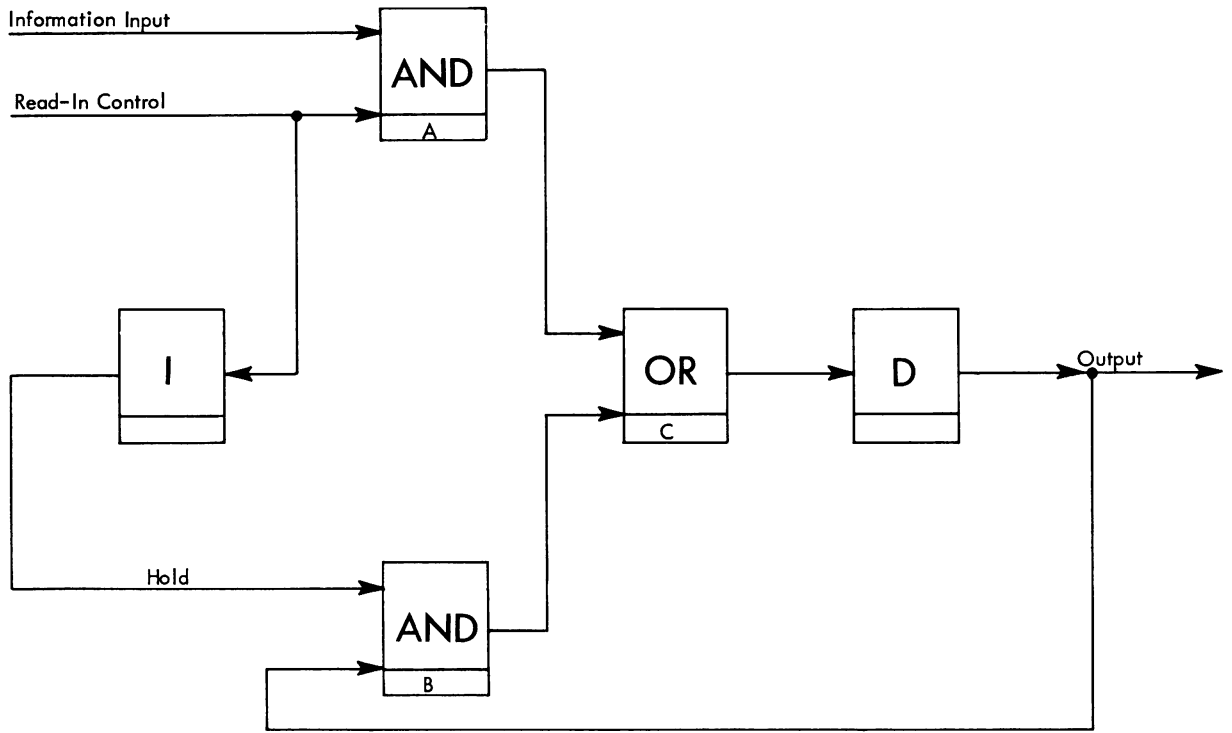 Information Input
AND
Read-In Control
A
I
OR
D
Output
C
Hold
AND
B